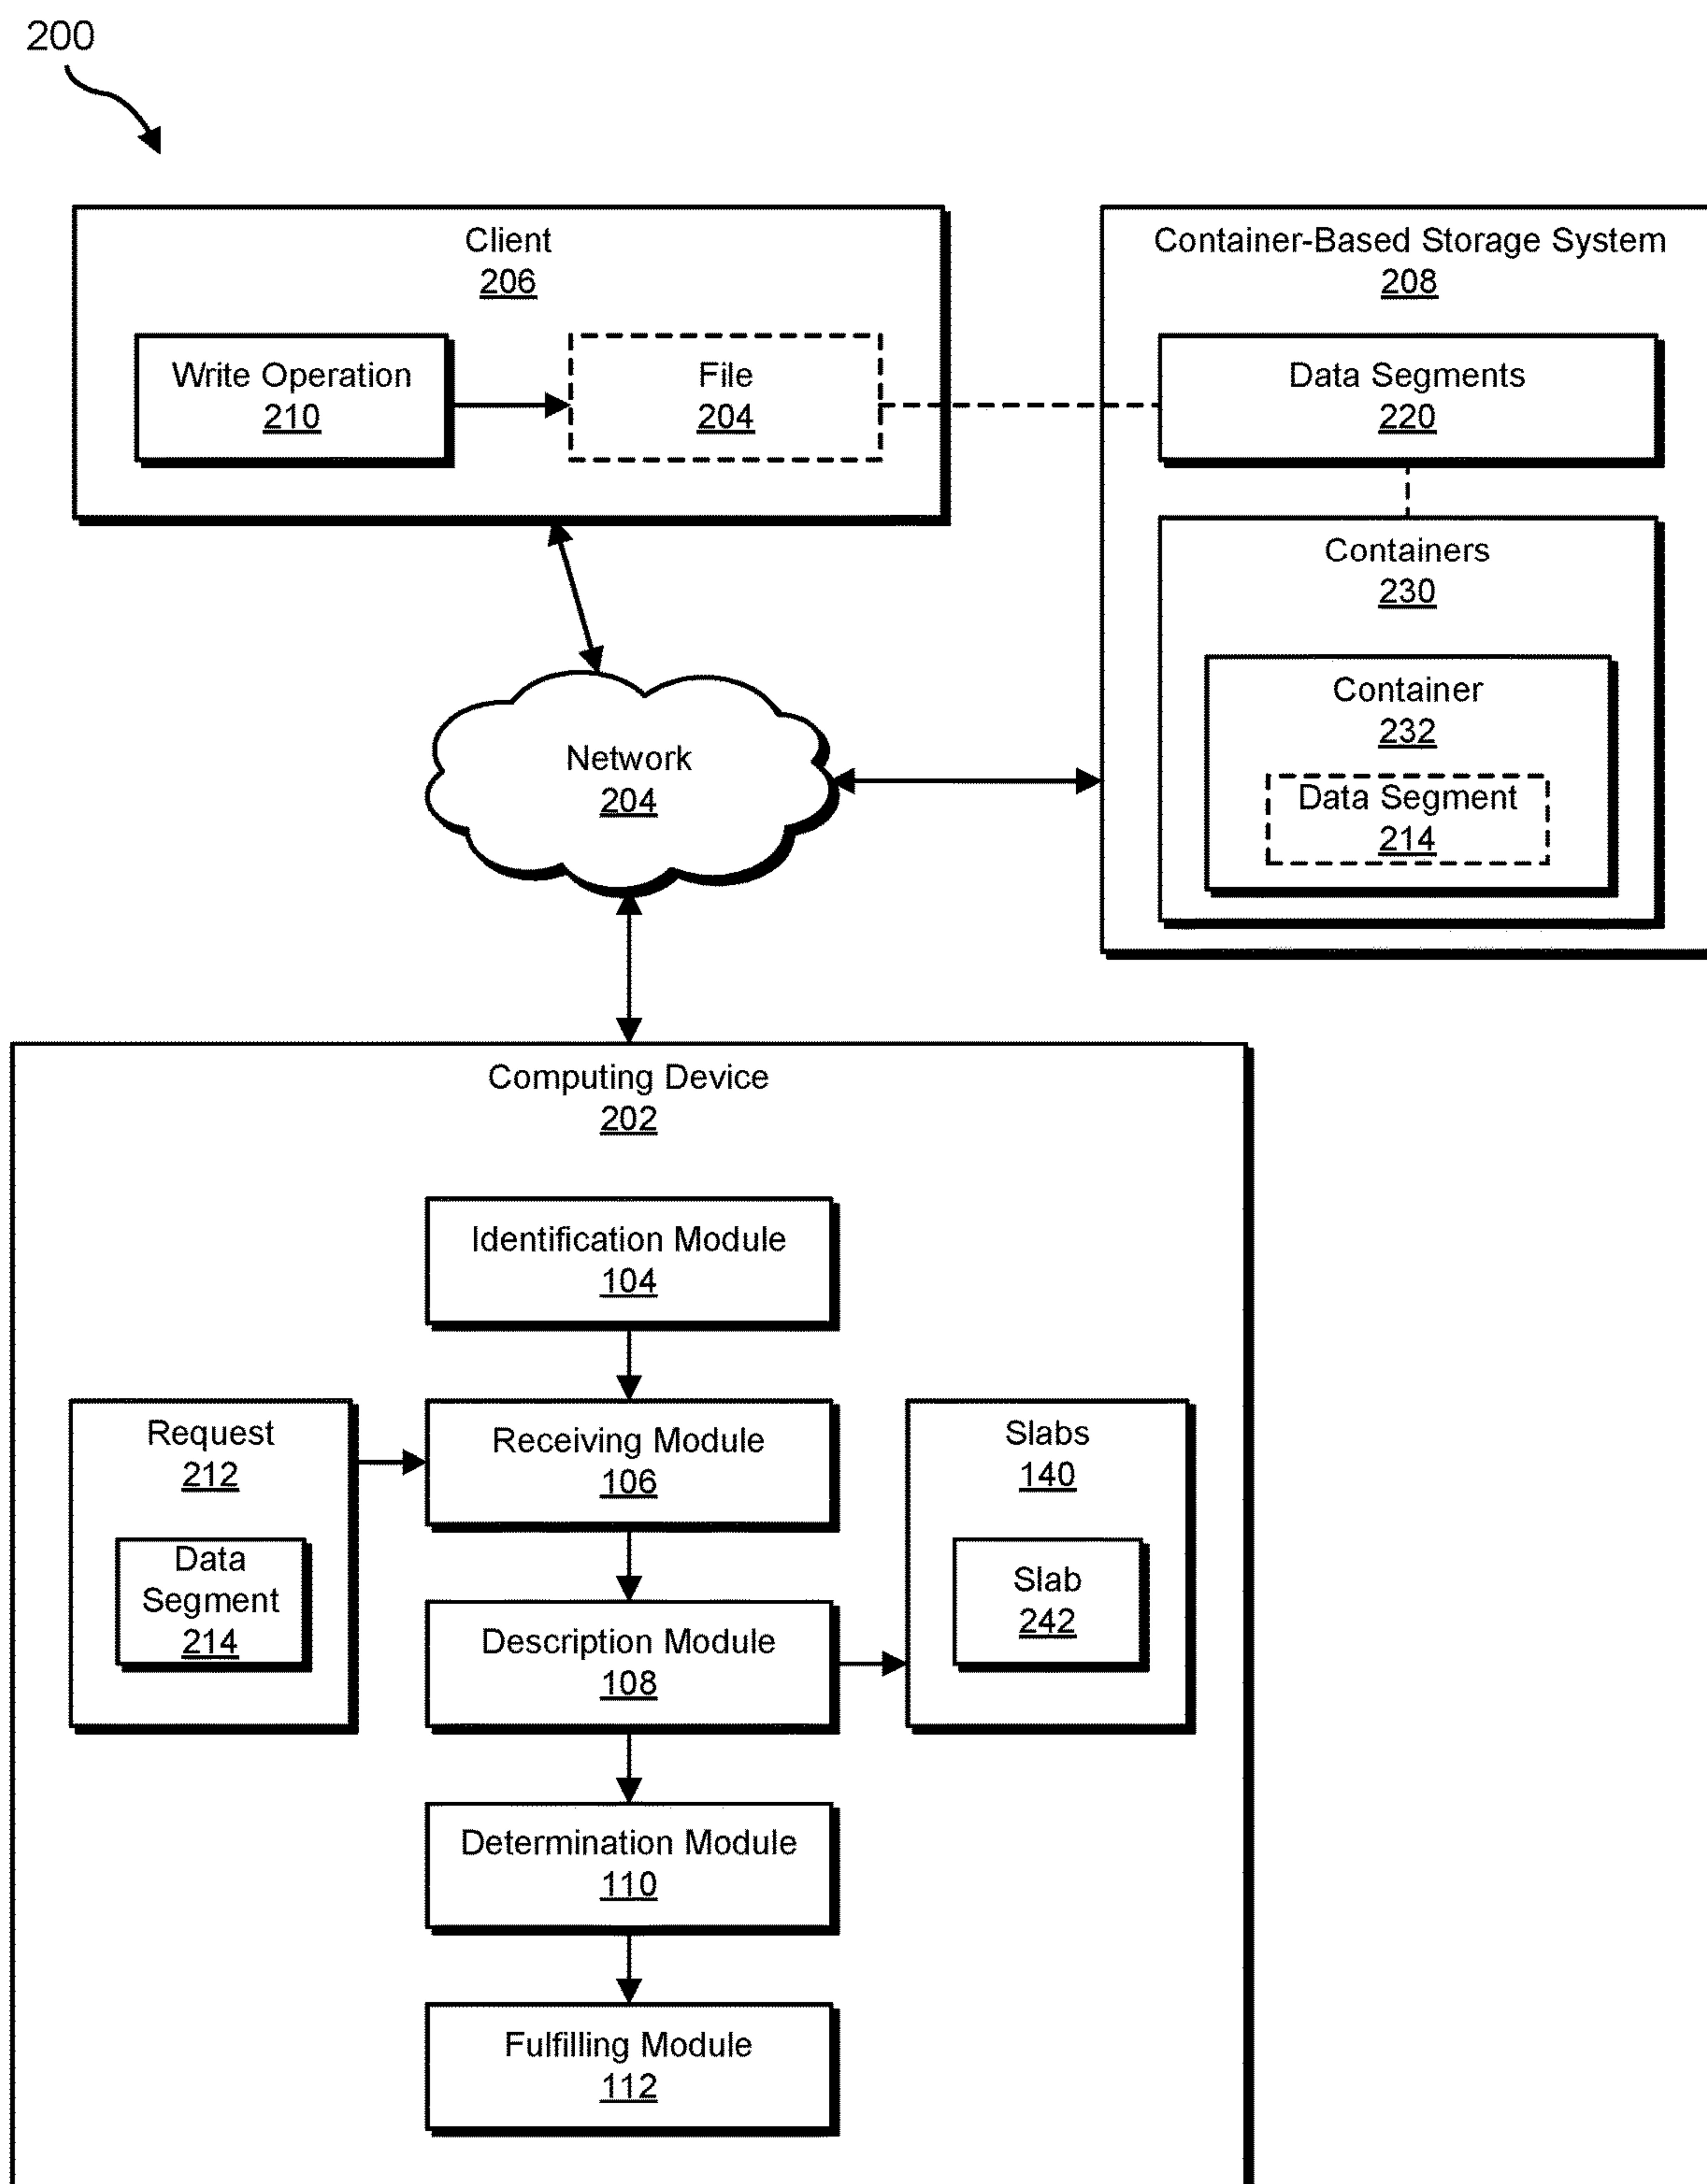 200
Client
206
Write Operation
210
File
204
Container-Based Storage System
208
Data Segments
220
Containers
230
Container
232
Data Segment
214
Network
204
Computing Device
202
Identification Module
104
Request
212
Data
Segment
214
Receiving Module
106
Slabs
140
Slab
242
Description Module
108
Determination Module
110
Fulfilling Module
112